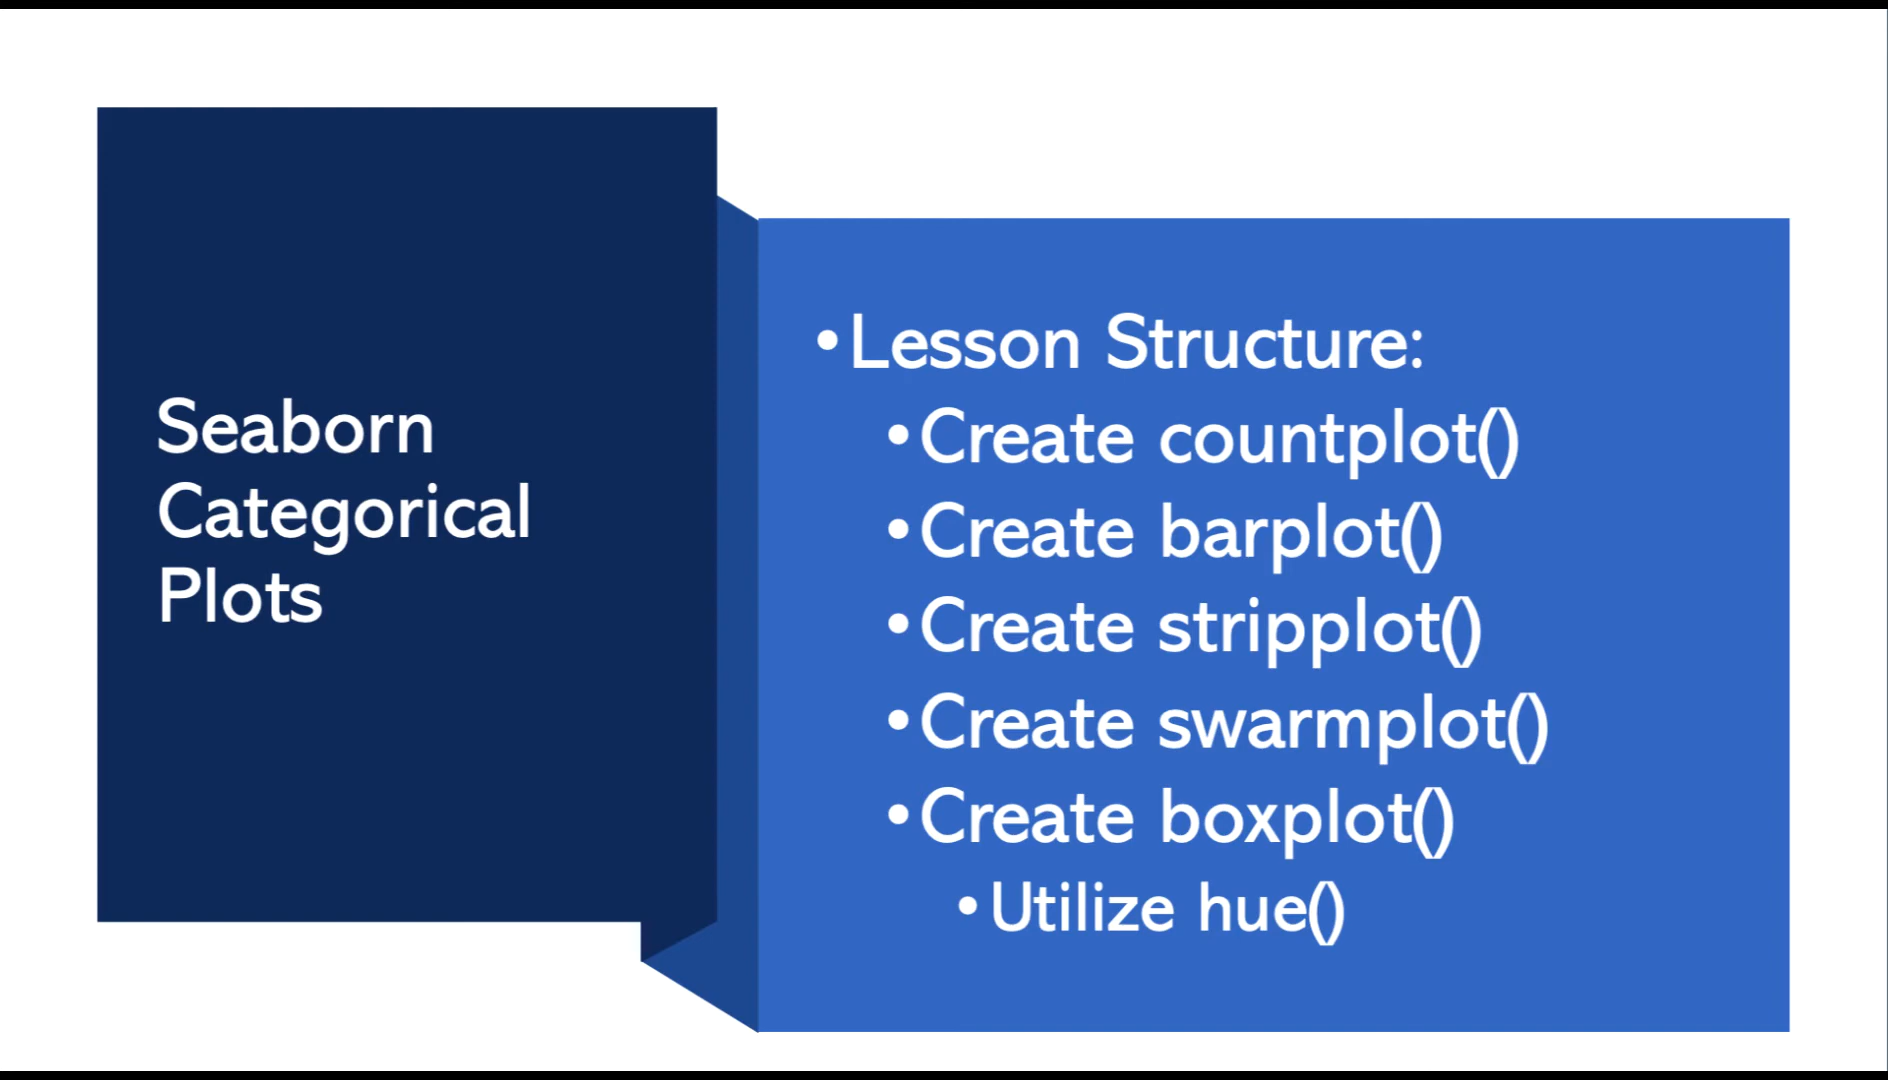 Seaborn
Categorical
Plots
•Lesson Structure:
•Create countplot()
•Create barplot()
•Create stripplot()
•Create swarmplot()
•Create boxplot()
•Utilize hue()